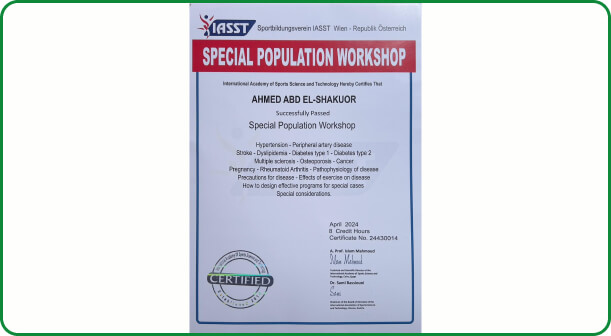 IASST
Sportbildungsverein IASST Wien - Republik Österreich
SPECIAL POPULATION WORKSHOP
International Academy of Sports Science and Technology Hereby Certifies That
AHMED ABD EL-SHAKUOR
Successfully Passed
Special Population Workshop
Hypertension - Peripheral artery disease
Stroke - Dyslipidemia - Diabetes type 1 - Diabetes type 2
Multiple sclerosis - Osteoporosis - Cancer
Pregnancy - Rheumatoid Arthritis - Pathophysiology of disease
Precautions for disease - Effects of exercise on disease
How to design effective programs for special cases
Special considerations.
April 2024
8 Credit Hours
Certificate No. 24430014
A. Prof. Islam Mahmoud
Dr. Sami Bassiouni
CERTIFIED